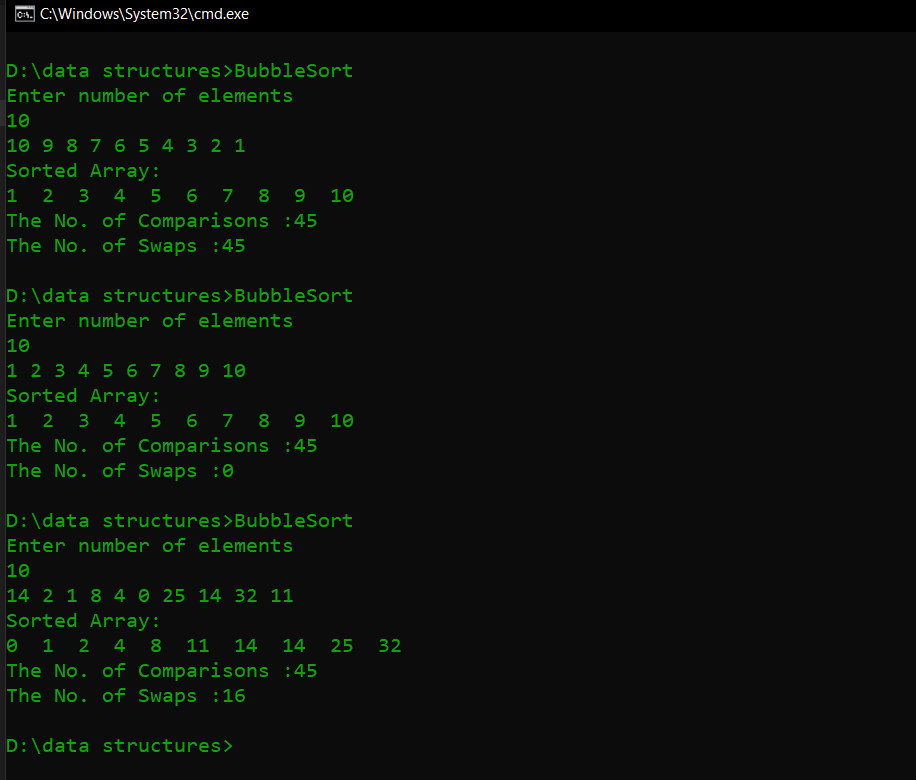 C:\Windows\System32\cmd.exe
D:\data structures>BubbleSort
Enter number of elements
10
10 9 8 7 6 5 4 3 2 1
Sorted Array:
1  2  3  4  5  6  7  8  9  10
The No. of Comparisons :45
The No. of Swaps :45
D:\data structures>BubbleSort
Enter number of elements
10
1 2 3 4 5 6 7 8 9 10
Sorted Array:
1  2  3  4  5  6  7  8  9  10
The No. of Comparisons :45
The No. of Swaps :0
D:\data structures>BubbleSort
Enter number of elements
10
14 2 1 8 4 0 25 14 32 11
Sorted Array:
0  1  2  4  8  11  14  14  25  32
The No. of Comparisons :45
The No. of Swaps :16
D:\data structures>